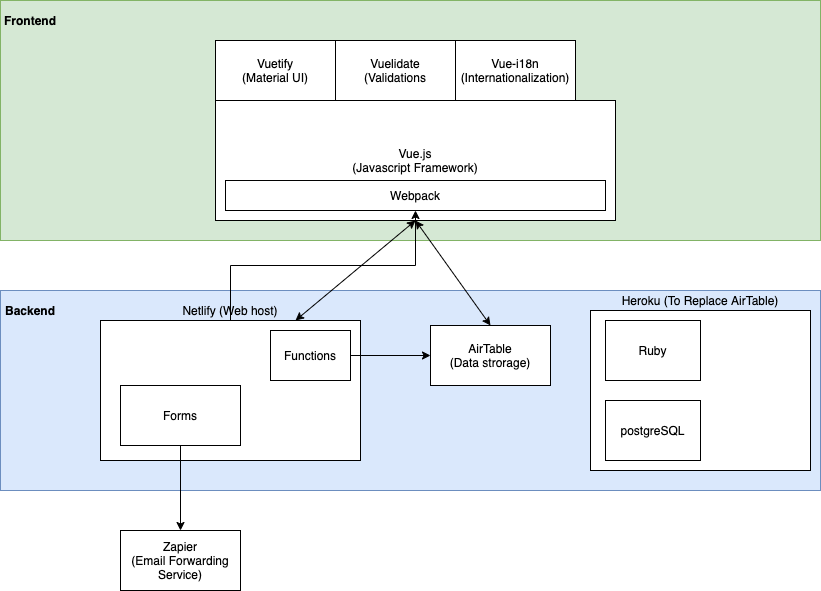 Frontend
Vuetify
(Material UI)
Vuelidate
(Validations
Vue-i18n
(Internationalization)
Vue.js
(Javascript Framework)
Webpack
Backend
Netlify (Web host)
Functions
Forms
AirTable
(Data strorage)
Heroku (To Replace AirTable)
Ruby
postgreSQL
Zapier
(Email Forwarding
Service)